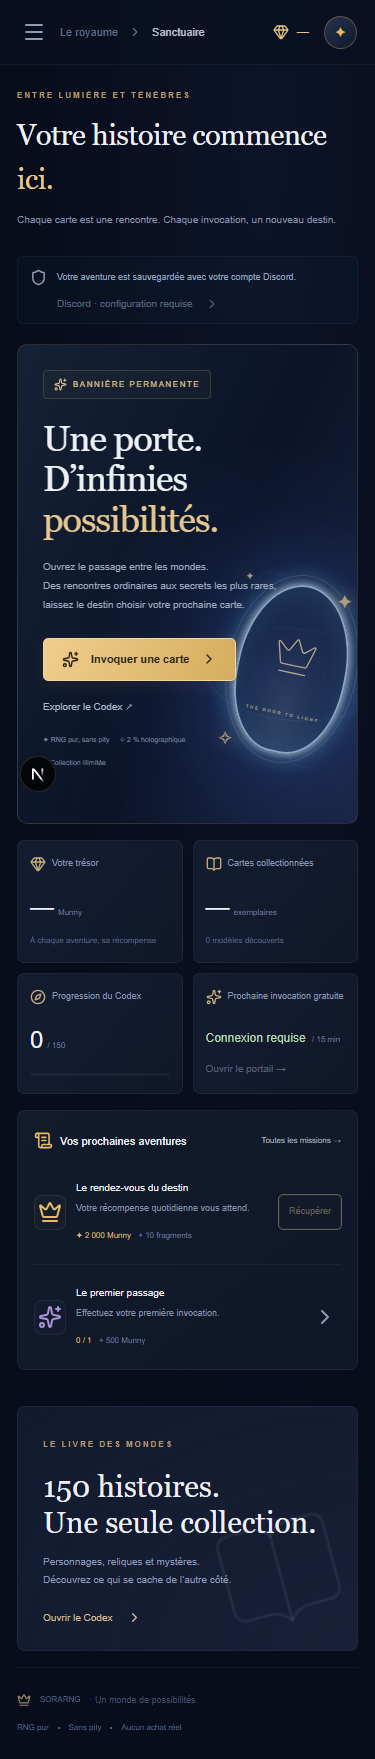 Le royaume > Sanctuaire —
ENTRE LUMIÈRE ET TÉNÈBRES
Votre histoire commence
ici.
Chaque carte est une rencontre. Chaque invocation, un nouveau destin.
Votre aventure est sauvegardée avec votre compte Discord.
Discord · configuration requise >
BANNIÈRE PERMANENTE
Une porte.
D’infinies
possibilités.
Ouvrez le passage entre les mondes.
Des rencontres ordinaires aux secrets les plus rares,
laissez le destin choisir votre prochaine carte.
Invoquer une carte >
THE DOOR TO LIGHT
Explorer le Codex ↗
✦ RNG pur, sans pity ✧ 2 % holographique
Collection illimitée
N
Votre trésor
— Munny
À chaque aventure, sa récompense
Cartes collectionnées
— exemplaires
0 modèles découverts
Progression du Codex
0 / 150
Prochaine invocation gratuite
Connexion requise / 15 min
Ouvrir le portail →
Vos prochaines aventures
Toutes les missions →
Le rendez-vous du destin
Votre récompense quotidienne vous attend.
✦ 2 000 Munny + 10 fragments
Récupérer
Le premier passage
Effectuez votre première invocation.
0 / 1 + 500 Munny
LE LIVRE DES MONDES
150 histoires.
Une seule collection.
Personnages, reliques et mystères.
Découvrez ce qui se cache de l’autre côté.
Ouvrir le Codex >
SORARNG · Un monde de possibilités.
RNG pur • Sans pity • Aucun achat réel